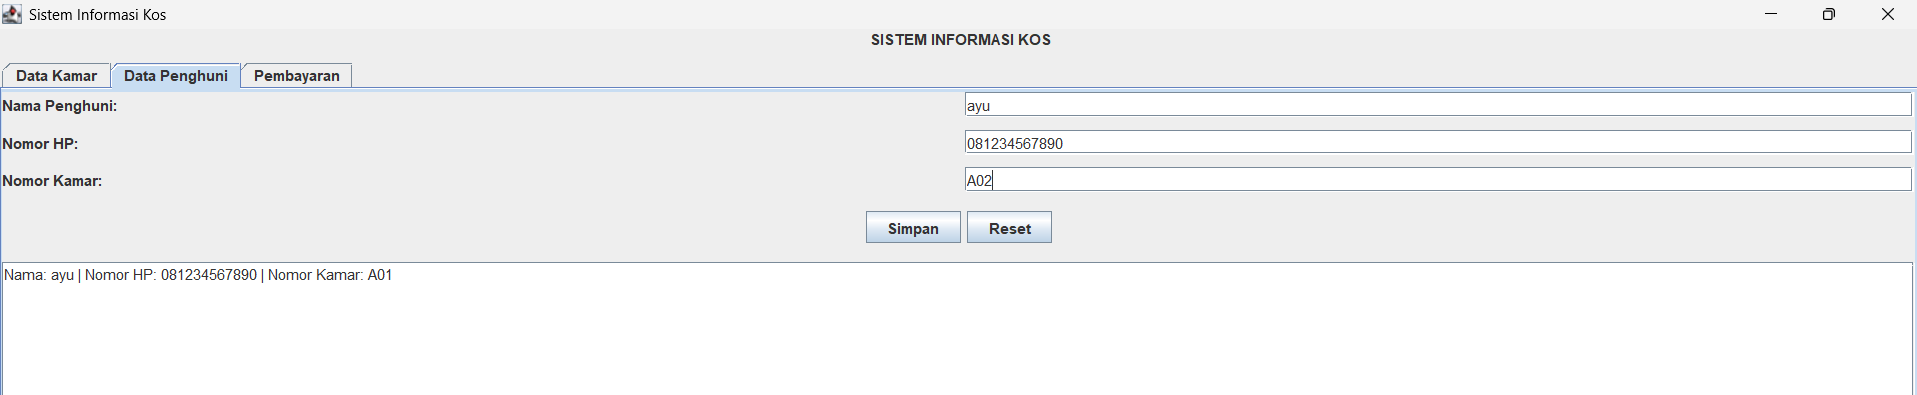 Sistem Informasi Kos
SISTEM INFORMASI KOS
Data Kamar Data Penghuni Pembayaran
Nama Penghuni: ayu
Nomor HP: 081234567890
Nomor Kamar: A02
Simpan Reset
Nama: ayu | Nomor HP: 081234567890 | Nomor Kamar: A01